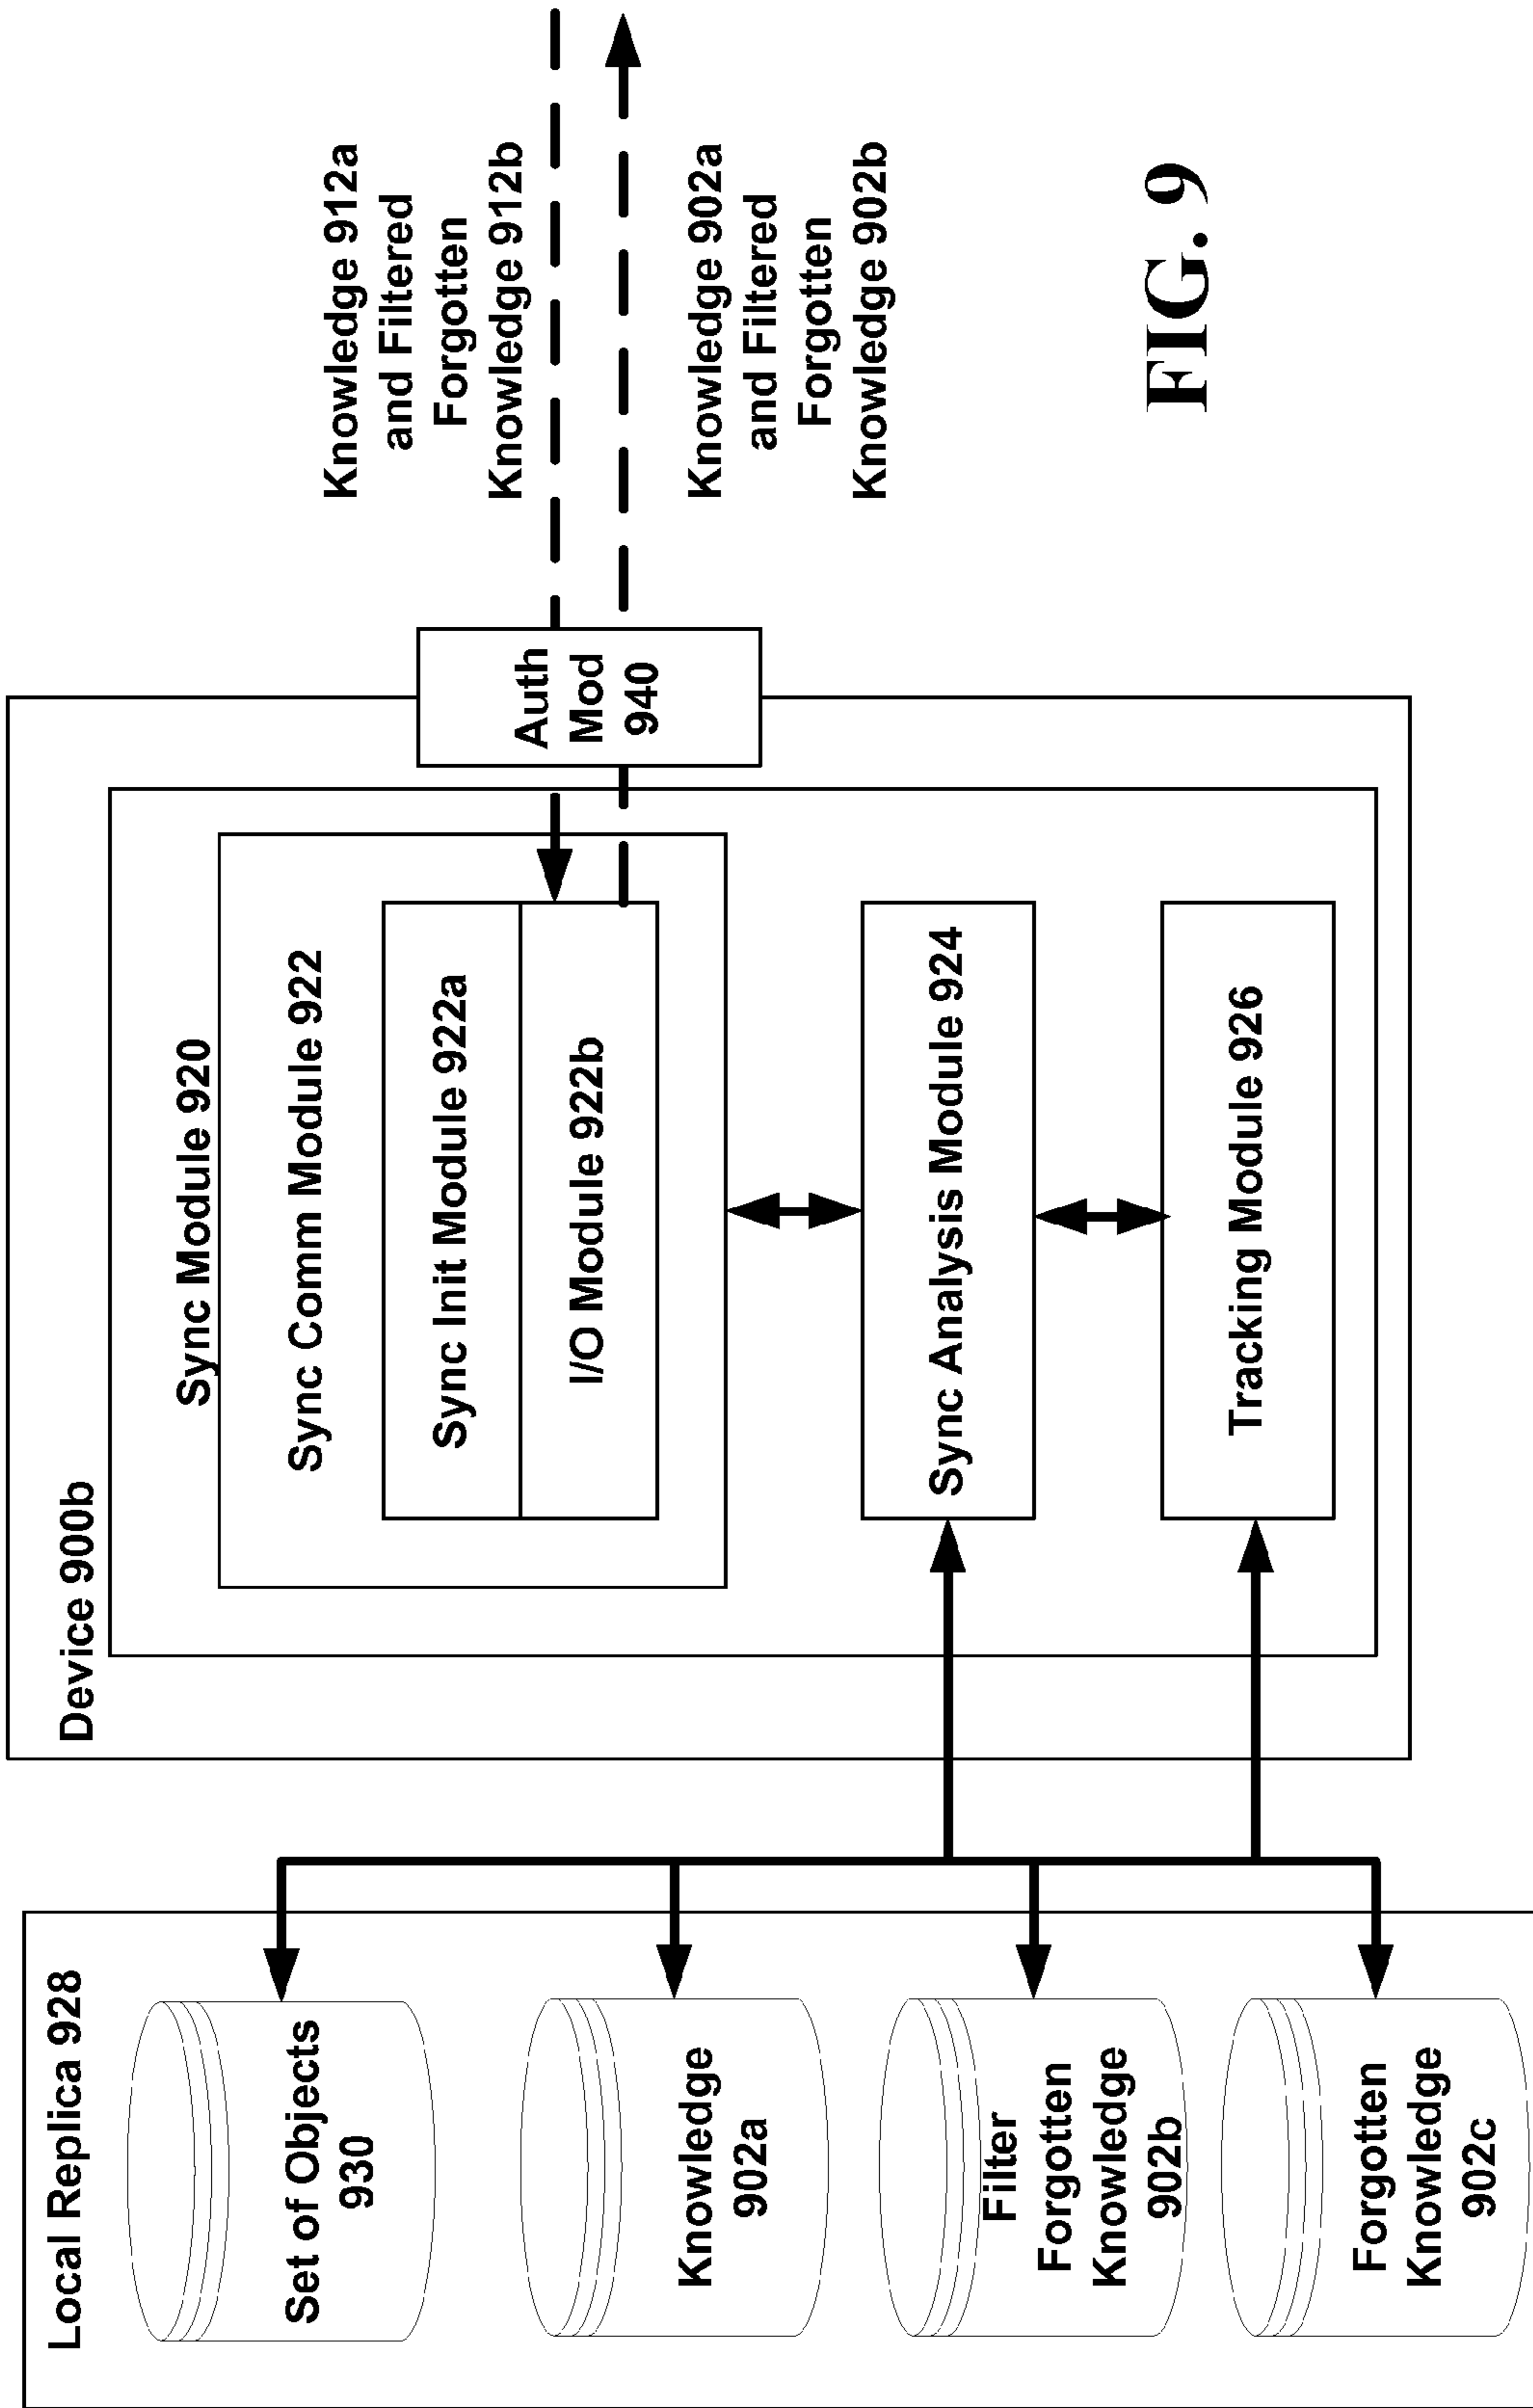 Local Replica 928
Set of Objects
930
Knowledge
902a
Filter
Forgotten
Knowledge
902b
Forgotten
Knowledge
902c
Device 900b
Sync Module 920
Sync Comm Module 922
Sync Init Module 922a
I/O Module 922b
Sync Analysis Module 924
Tracking Module 926
Auth
Mod
940
Knowledge 912a
and Filtered
Forgotten
Knowledge 912b
Knowledge 902a
and Filtered
Forgotten
Knowledge 902b
FIG. 9